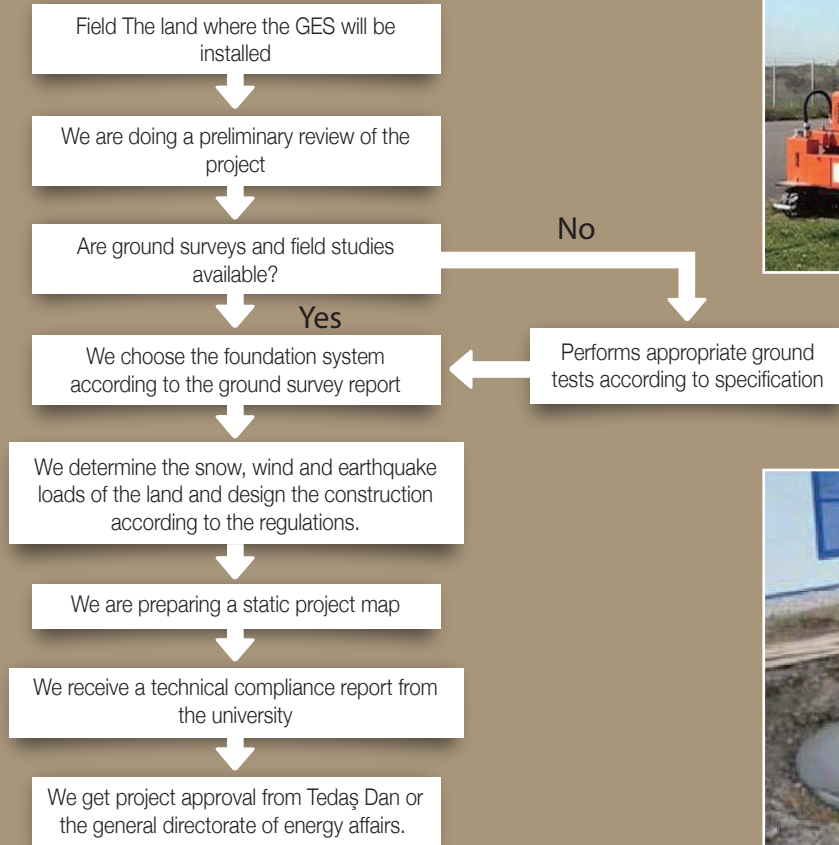 Field The land where the GES will be
installed
We are doing a preliminary review of the
project
Are ground surveys and field studies
available?
No
Yes
We choose the foundation system
according to the ground survey report
Performs appropriate ground
tests according to specification
We determine the snow, wind and earthquake
loads of the land and design the construction
according to the regulations.
We are preparing a static project map
We receive a technical compliance report from
the university
We get project approval from Tedaş Dan or
the general directorate of energy affairs.